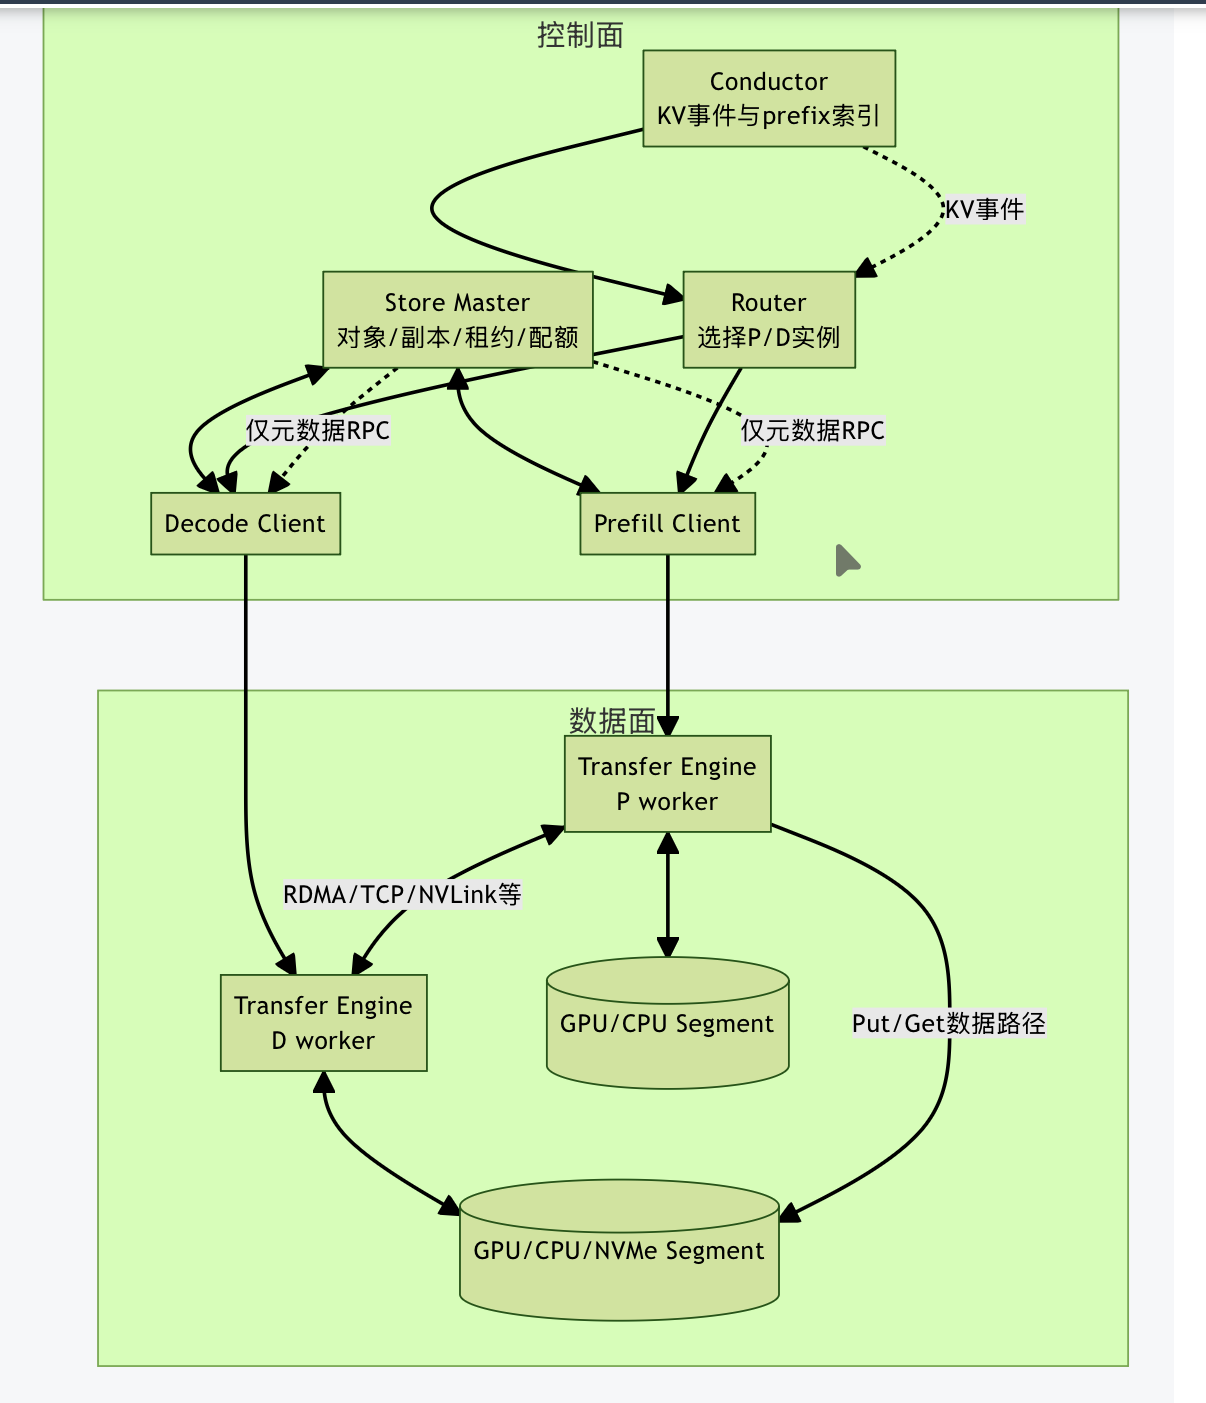 控制面
Conductor
KV事件与prefix索引
KV事件
Store Master
对象/副本/租约/配额
Router
选择P/D实例
仅元数据RPC
仅元数据RPC
Decode Client
Prefill Client
数据面
Transfer Engine
P worker
RDMA/TCP/NVLink等
Transfer Engine
D worker
GPU/CPU Segment
Put/Get数据路径
GPU/CPU/NVMe Segment